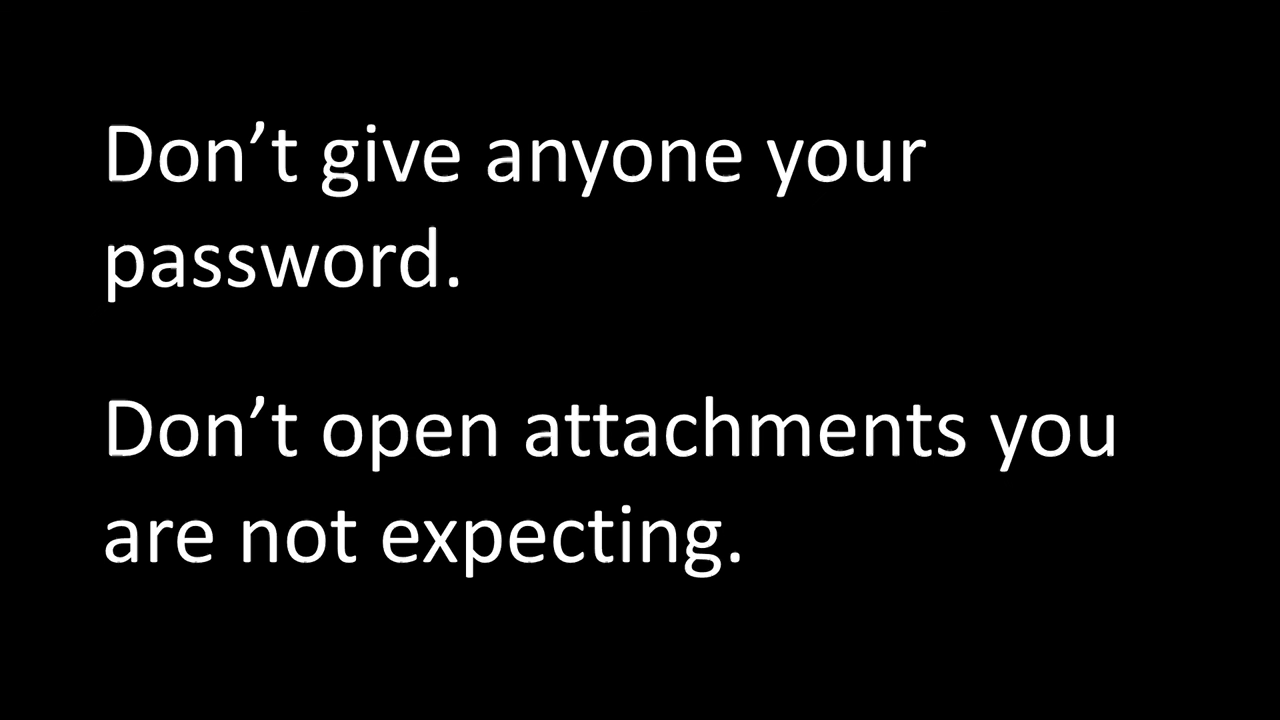 Don’t give anyone your
password.
Don’t open attachments you
are not expecting.